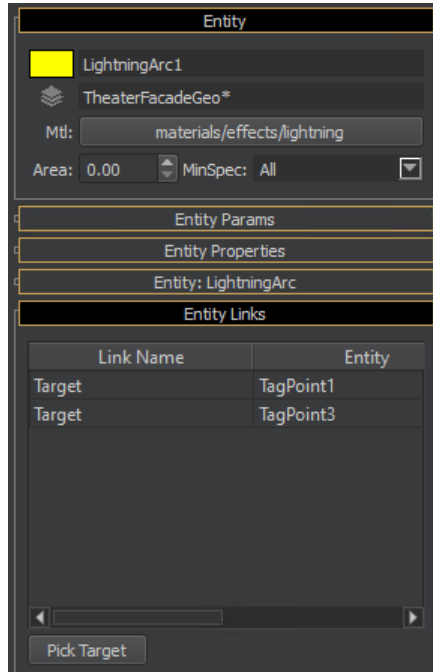 Entity
LightningArc1
TheaterFacadeGeo*
Mtl: materials/effects/lightning
Area: 0.00 MinSpec: All
Entity Params
Entity Properties
Entity: LightningArc
Entity Links
Link Name Entity
Target TagPoint1
Target TagPoint3
Pick Target